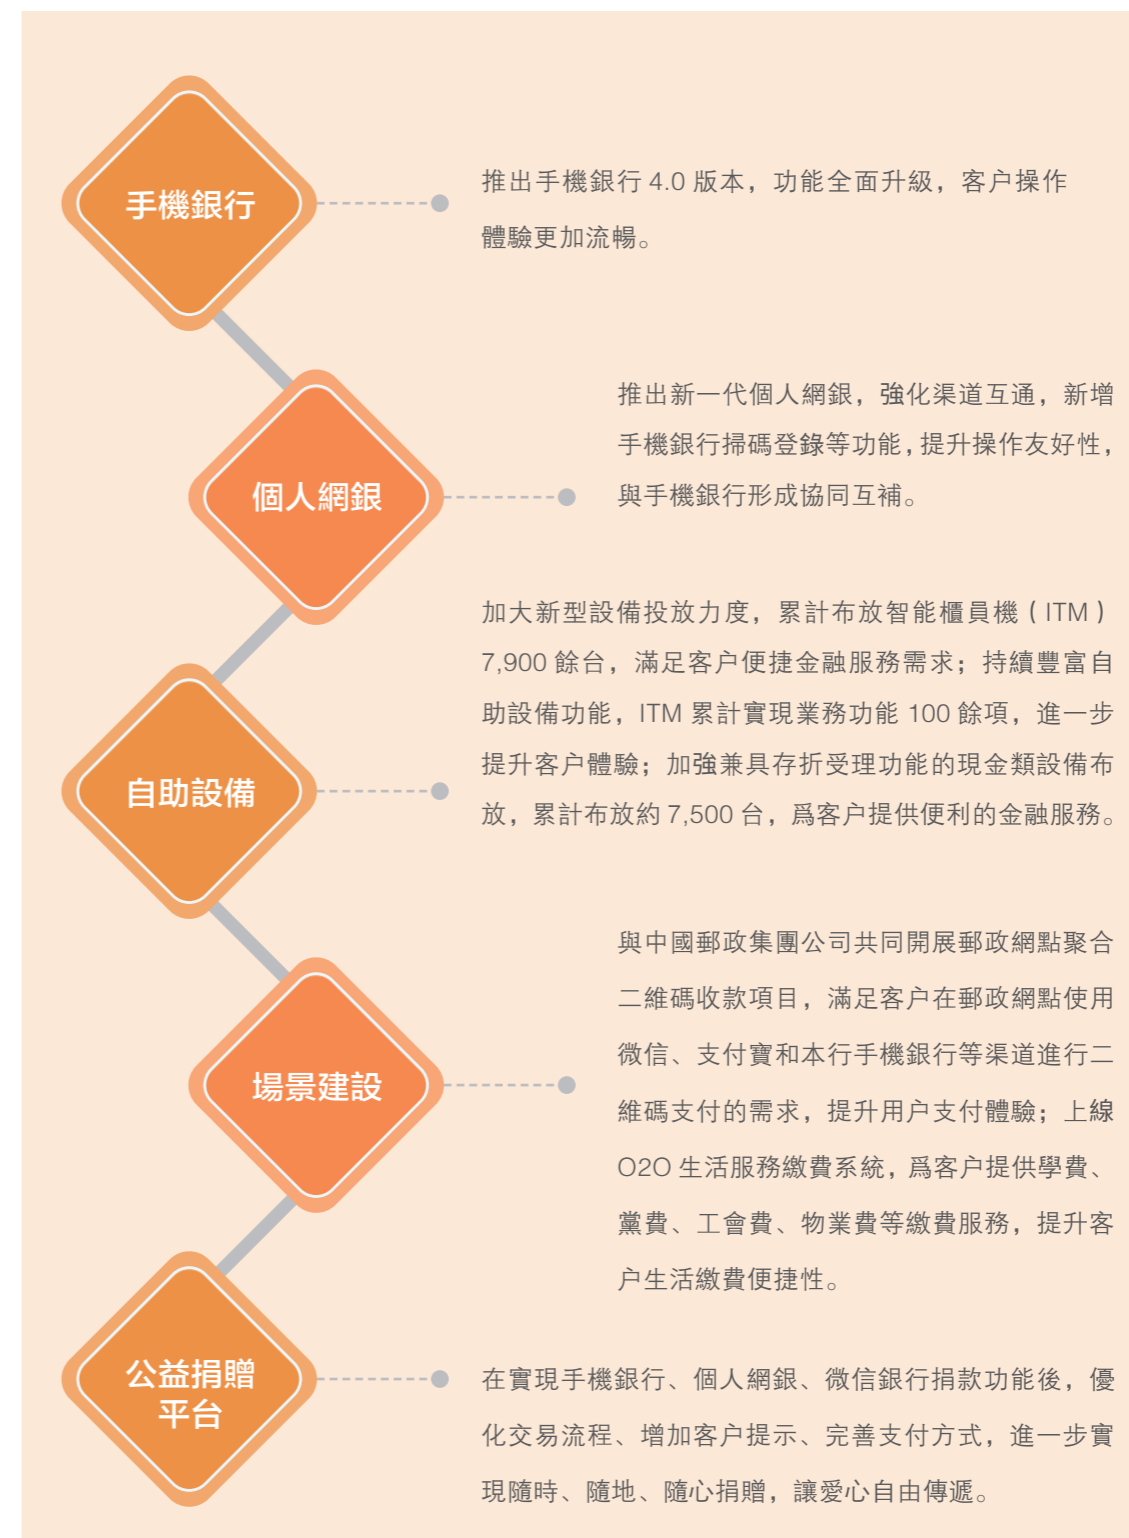 手機銀行
推出手機銀行 4.0 版本，功能全面升級，客户操作
體驗更加流暢。
個人網銀
推出新一代個人網銀，強化渠道互通，新增
手機銀行掃碼登錄等功能，提升操作友好性，
與手機銀行形成協同互補。
自助設備
加大新型設備投放力度，累計布放智能櫃員機（ITM）
7,900 餘台，滿足客户便捷金融服務需求；持續豐富自
助設備功能，ITM 累計實現業務功能 100 餘項，進一步
提升客户體驗；加強兼具存折受理功能的現金類設備布
放，累計布放約 7,500 台，爲客户提供便利的金融服務。
場景建設
與中國郵政集團公司共同開展郵政網點聚合
二維碼收款項目，滿足客户在郵政網點使用
微信、支付寶和本行手機銀行等渠道進行二
維碼支付的需求，提升用户支付體驗；上線
O2O 生活服務繳費系統，爲客户提供學費、
黨費、工會費、物業費等繳費服務，提升客
户生活繳費便捷性。
公益捐贈
平台
在實現手機銀行、個人網銀、微信銀行捐款功能後，優
化交易流程、增加客户提示、完善支付方式，進一步實
現隨時、隨地、隨心捐贈，讓愛心自由傳遞。